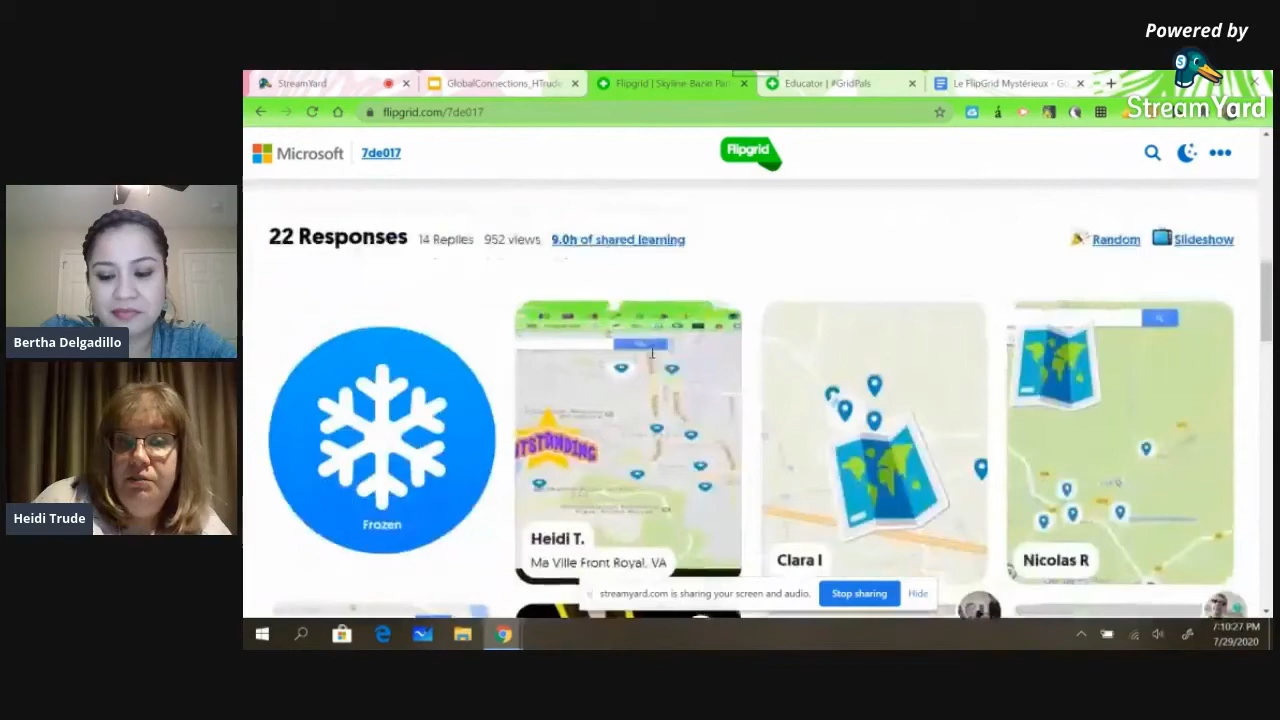 Powered by
StreamYard
StreamYard
GlobalConnections_HTrude
Flipgrid | Skyline-Bazin Par
Educator | #GridPals
Le FlipGrid Mystérieux - Go
flipgrid.com/7de017
Microsoft
7de017
Flipgrid
22 Responses
14 Replies
952 views
9.0h of shared learning
Random
Slideshow
Bertha Delgadillo
Heidi Trude
Frozen
TSTANDING
Heidi T.
Ma Ville Front Royal, VA
Clara I
Nicolas R
streamyard.com is sharing your screen and audio.
Stop sharing
Hide
7:10:27 PM
7/29/2020